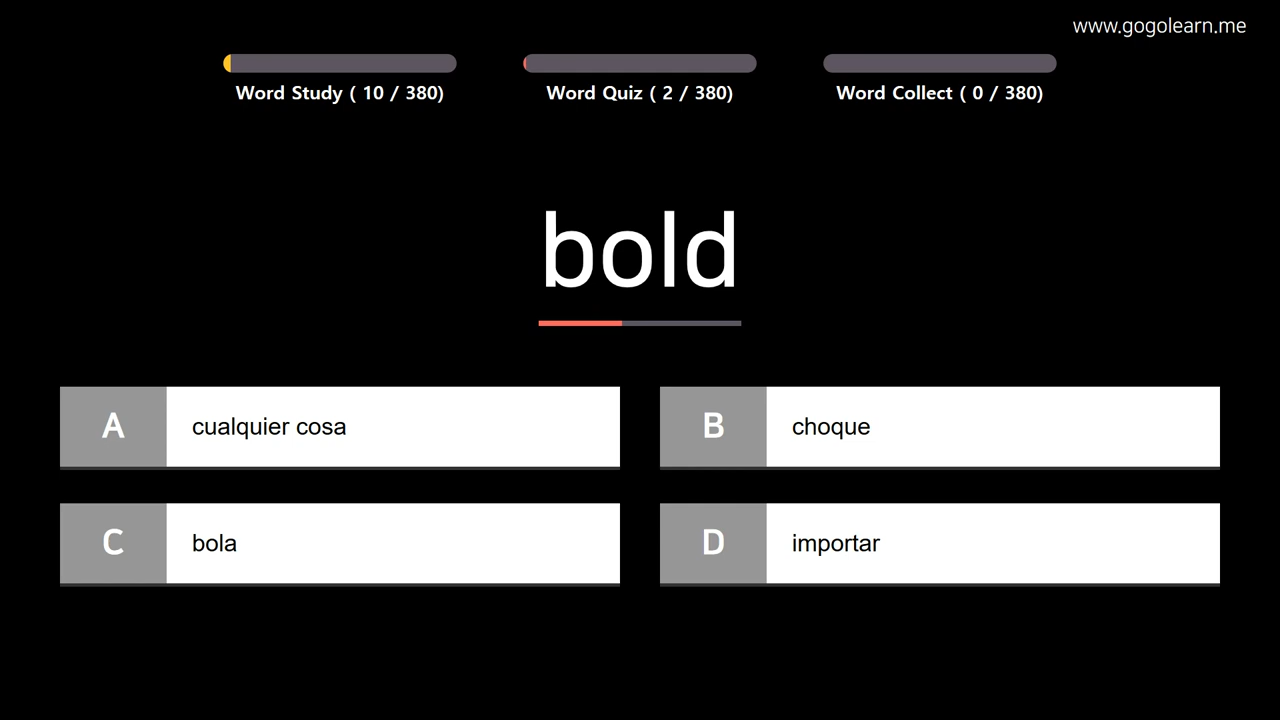 www.gogolearn.me
Word Study ( 10 / 380)
Word Quiz ( 2 / 380)
Word Collect ( 0 / 380)
bold
A cualquier cosa
B choque
C bola
D importar